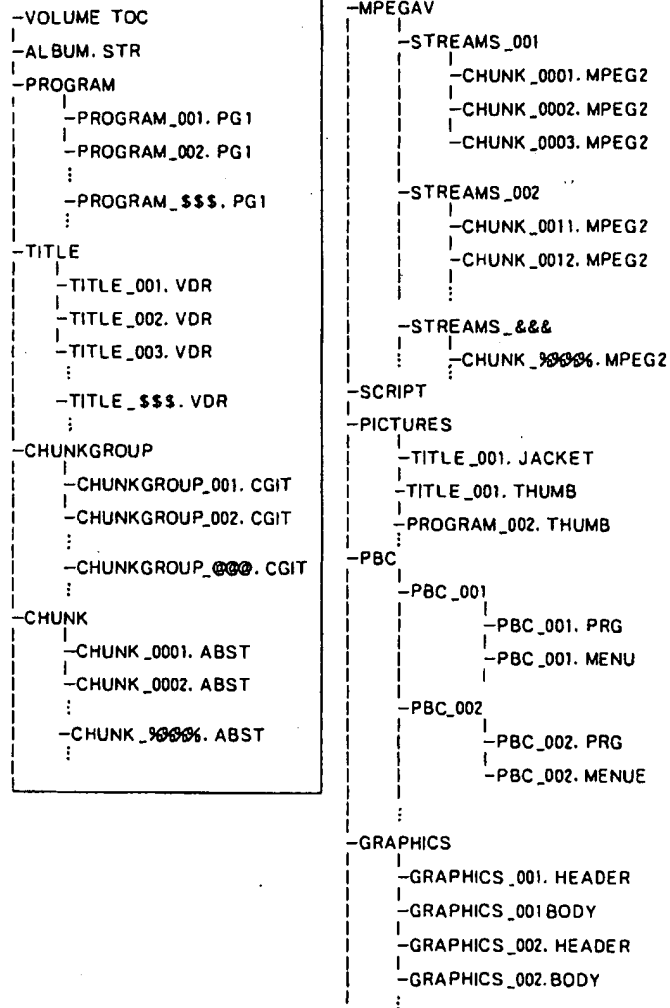 -VOLUME TOC
-ALBUM. STR
-PROGRAM
-PROGRAM_001. PG1
-PROGRAM_002. PG1
-PROGRAM_$$$. PG1
-TITLE
-TITLE_001. VDR
-TITLE_002. VDR
-TITLE_003. VDR
-TITLE_$$$. VDR
-CHUNKGROUP
-CHUNKGROUP_001. CGIT
-CHUNKGROUP_002. CGIT
-CHUNKGROUP_@@@. CGIT
-CHUNK
-CHUNK_0001. ABST
-CHUNK_0002. ABST
-CHUNK_%%%%. ABST
-MPEGAV
-STREAMS_001
-CHUNK_0001. MPEG2
-CHUNK_0002. MPEG2
-CHUNK_0003. MPEG2
-STREAMS_002
-CHUNK_0011. MPEG2
-CHUNK_0012. MPEG2
-STREAMS_&&&
-CHUNK_%%%%. MPEG2
-SCRIPT
-PICTURES
-TITLE_001. JACKET
-TITLE_001. THUMB
-PROGRAM_002. THUMB
-PBC
-PBC_001
-PBC_001. PRG
-PBC_001. MENU
-PBC_002
-PBC_002. PRG
-PBC_002. MENUE
-GRAPHICS
-GRAPHICS_001. HEADER
-GRAPHICS_001BODY
-GRAPHICS_002. HEADER
-GRAPHICS_002.BODY